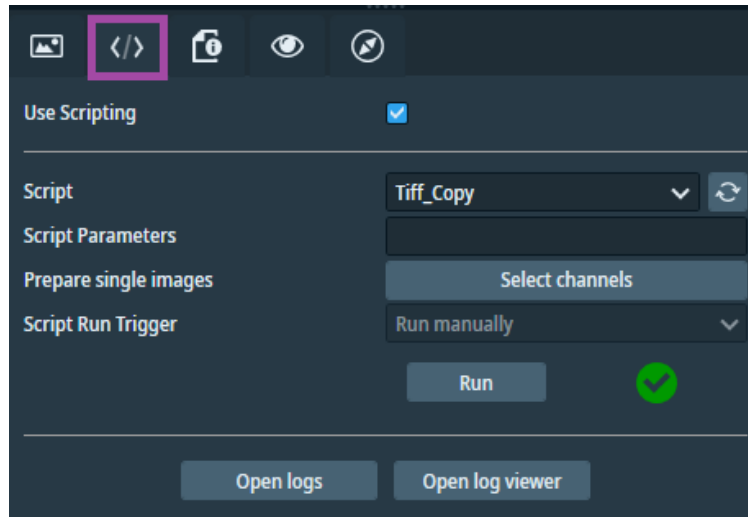 Use Scripting
Script Tiff_Copy
Script Parameters
Prepare single images Select channels
Script Run Trigger Run manually
Run
Open logs Open log viewer